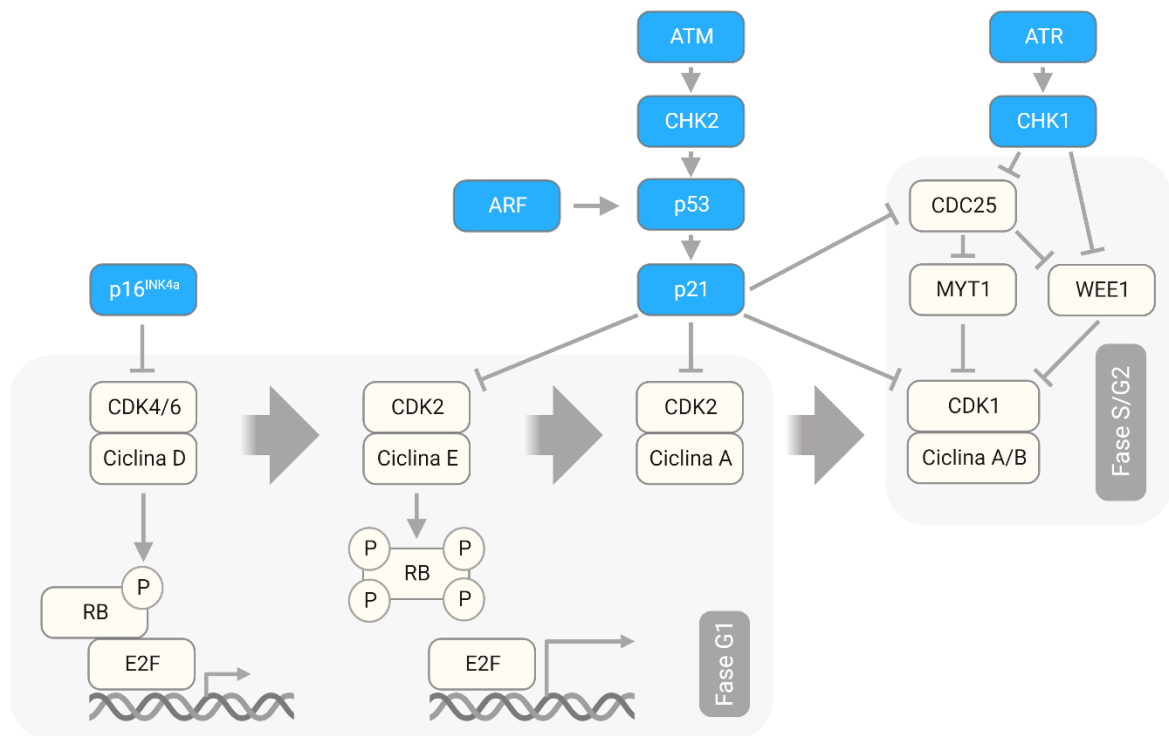 ATM
ATR
CHK2
CHK1
ARF
p53
CDC25
p16INK4a
p21
MYT1
WEE1
CDK4/6
Ciclina D
CDK2
Ciclina E
CDK2
Ciclina A
CDK1
Ciclina A/B
Fase S/G2
P
RB
E2F
P
P
RB
P
P
E2F
Fase G1